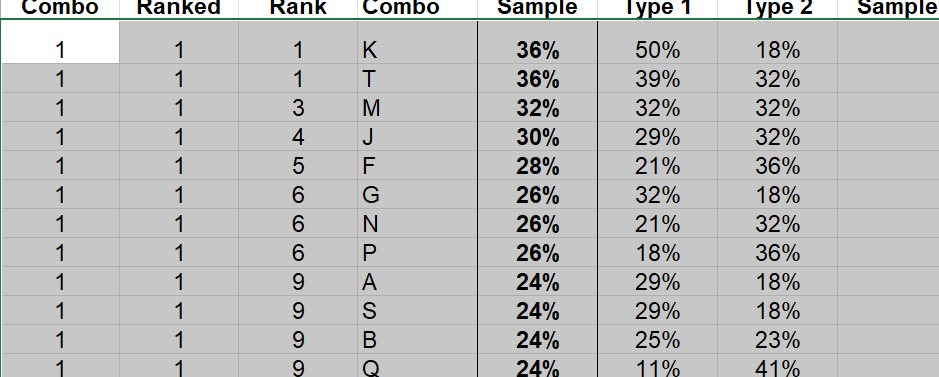 Combo Ranked Rank Combo Sample Type 1 Type 2 Sample
1 1 1 K 36% 50% 18%
1 1 1 T 36% 39% 32%
1 1 3 M 32% 32% 32%
1 1 4 J 30% 29% 32%
1 1 5 F 28% 21% 36%
1 1 6 G 26% 32% 18%
1 1 6 N 26% 21% 32%
1 1 6 P 26% 18% 36%
1 1 9 A 24% 29% 18%
1 1 9 S 24% 29% 18%
1 1 9 B 24% 25% 23%
1 1 9 Q 24% 11% 41%